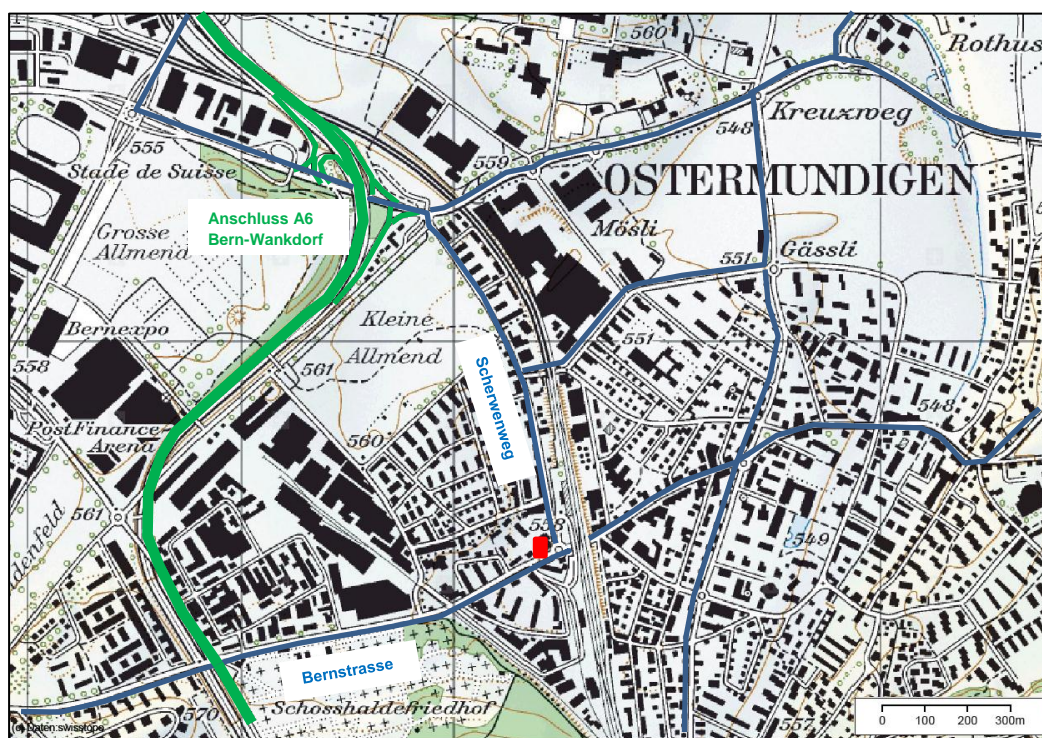 560
Rothus
Kreuzweg
548
559
555
Stade de Suisse
OSTERMUNDIGEN
Anschluss A6
Bern-Wankdorf
Grosse
Allmend
Mösli
551
Gässli
Kleine
Allmend
Bernexpo
561
551
558
Scherwenweg
548
PostFinance-
Arena
560
561
553
549
Bernstrasse
Schosshaldefriedhof
570
557
0 100 200 300m
(c) Daten:swisstopo